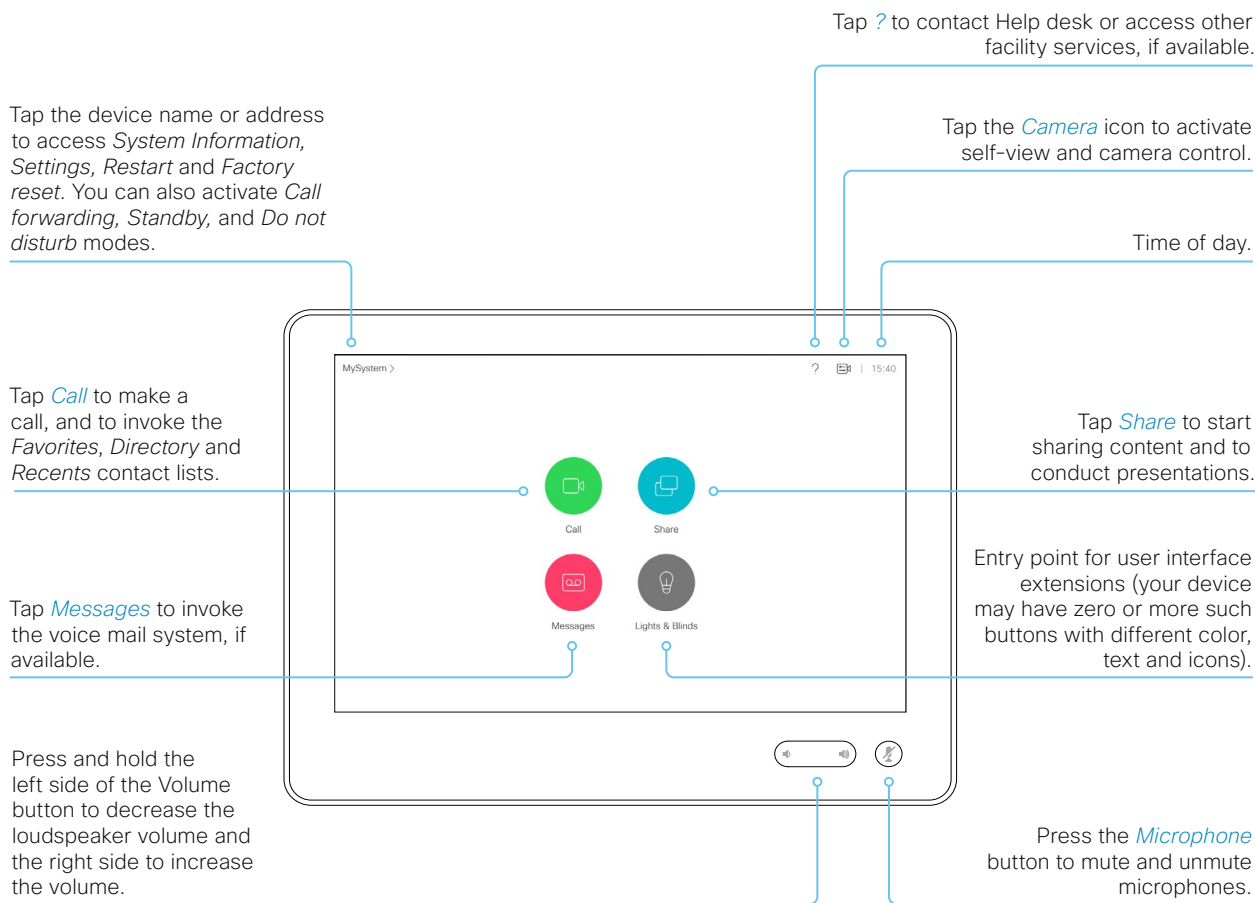 Tap ? to contact Help desk or access other
facility services, if available.
Tap the device name or address
to access System Information,
Settings, Restart and Factory
reset. You can also activate Call
forwarding, Standby, and Do not
disturb modes.
Tap the Camera icon to activate
self-view and camera control.
Time of day.
MySystem >
? | 15:40
Tap Call to make a
call, and to invoke the
Favorites, Directory and
Recents contact lists.
Tap Share to start
sharing content and to
conduct presentations.
Call
Share
Messages
Lights & Blinds
Tap Messages to invoke
the voice mail system, if
available.
Entry point for user interface
extensions (your device
may have zero or more such
buttons with different color,
text and icons).
Press and hold the
left side of the Volume
button to decrease the
loudspeaker volume and
the right side to increase
the volume.
Press the Microphone
button to mute and unmute
microphones.